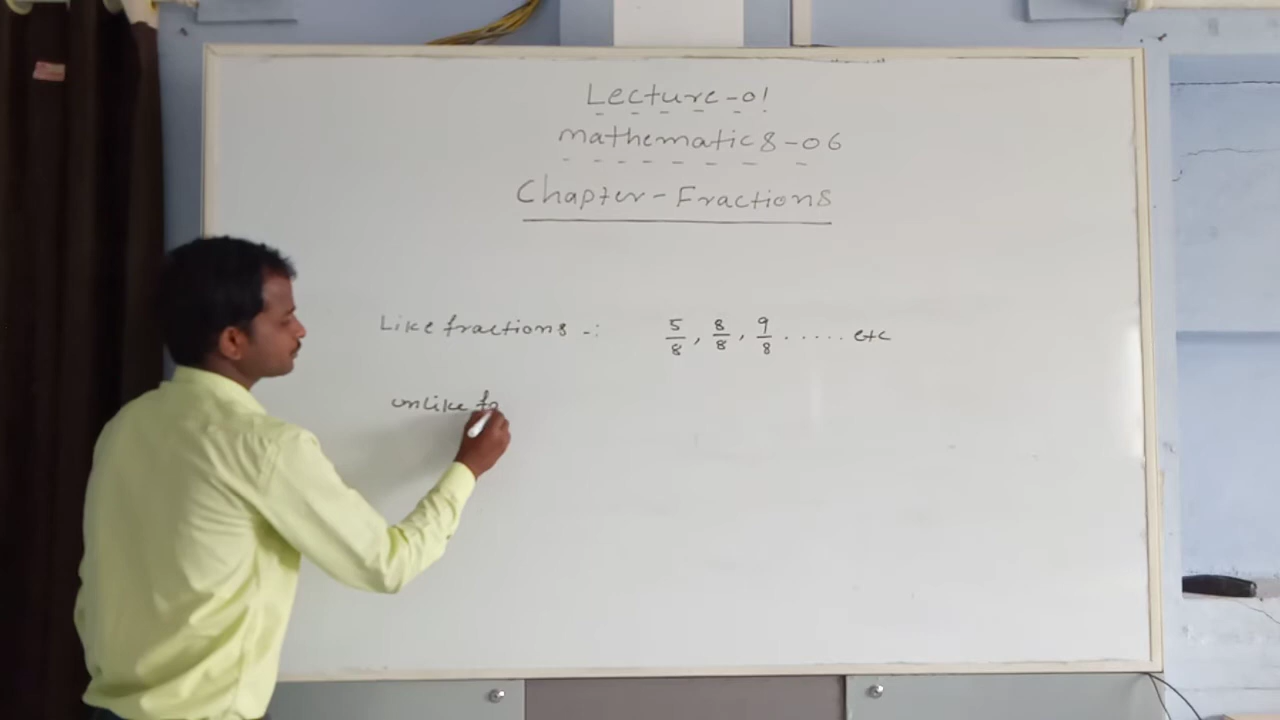 Lecture-01
mathematics-06
Chapter-Fractions
Like fractions -: 5/8, 8/8, 9/8 ..... etc
unlike fr